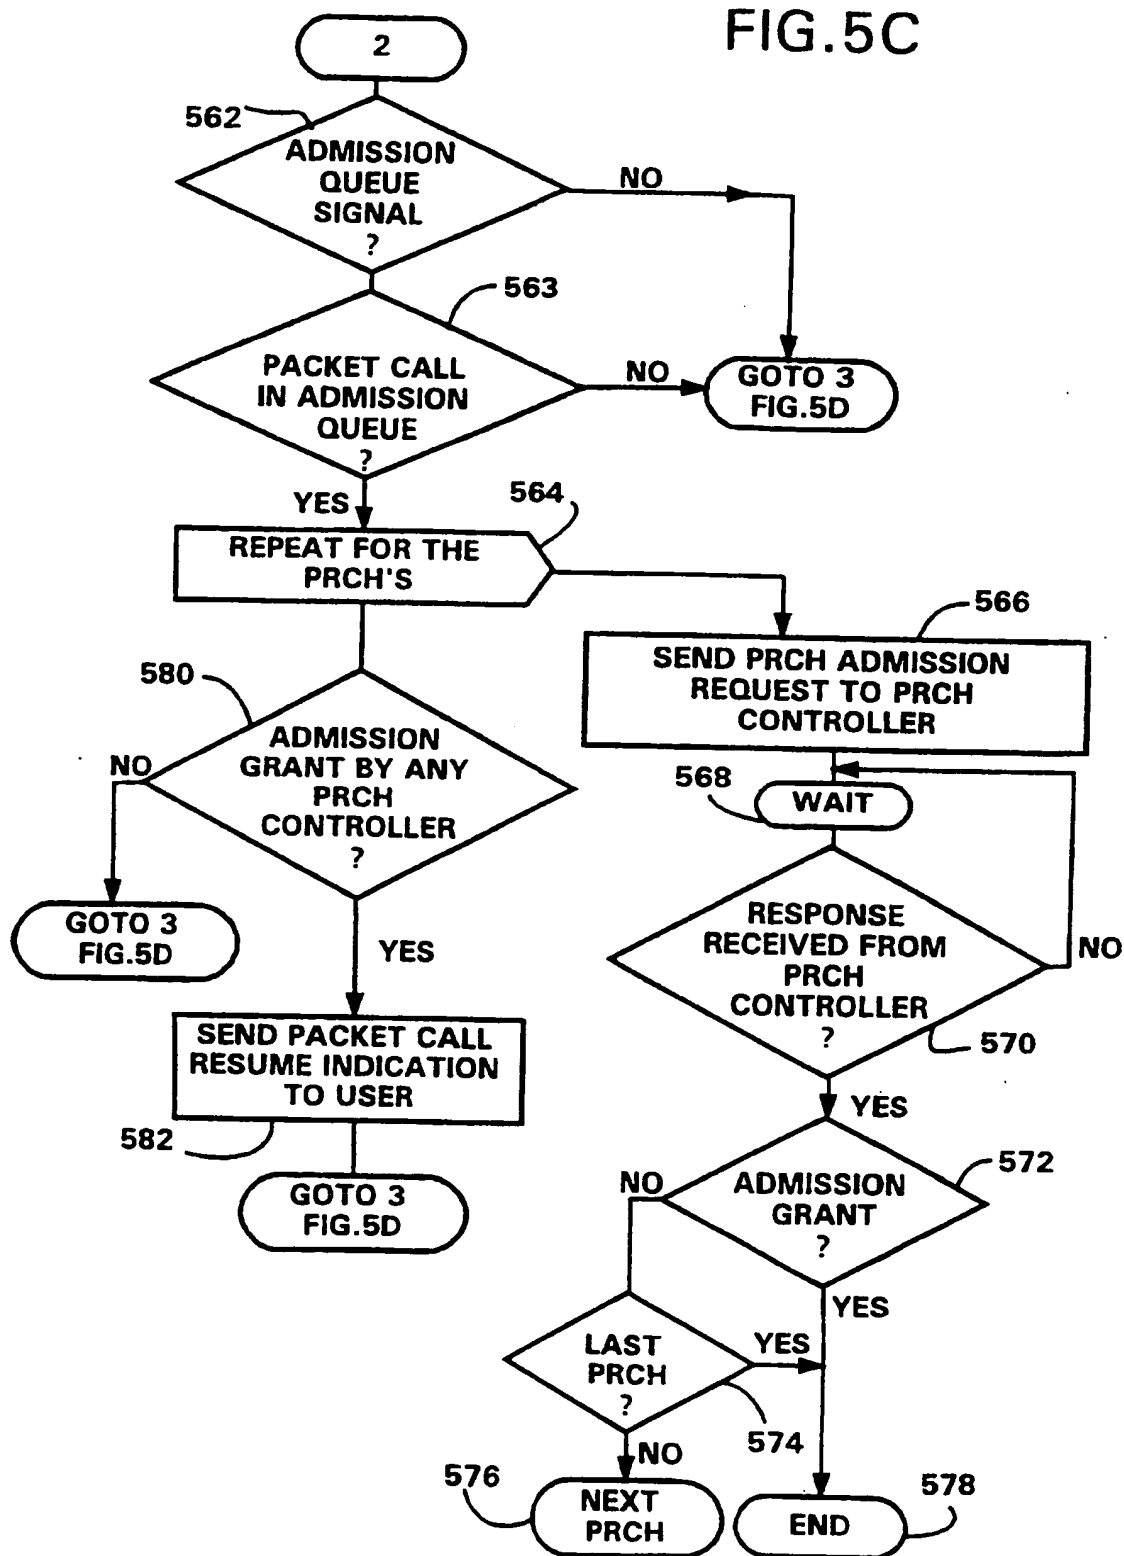 FIG.5C
2
562
ADMISSION
QUEUE
SIGNAL
?
NO
563
PACKET CALL
IN ADMISSION
QUEUE
?
NO
GOTO 3
FIG.5D
YES
564
REPEAT FOR THE
PRCH'S
566
SEND PRCH ADMISSION
REQUEST TO PRCH
CONTROLLER
580
ADMISSION
GRANT BY ANY
PRCH
CONTROLLER
?
NO
GOTO 3
FIG.5D
YES
SEND PACKET CALL
RESUME INDICATION
TO USER
582
GOTO 3
FIG.5D
568
WAIT
RESPONSE
RECEIVED FROM
PRCH
CONTROLLER
?
NO
570
YES
572
ADMISSION
GRANT
?
NO
YES
LAST
PRCH
?
YES
574
NO
576
NEXT
PRCH
END
578